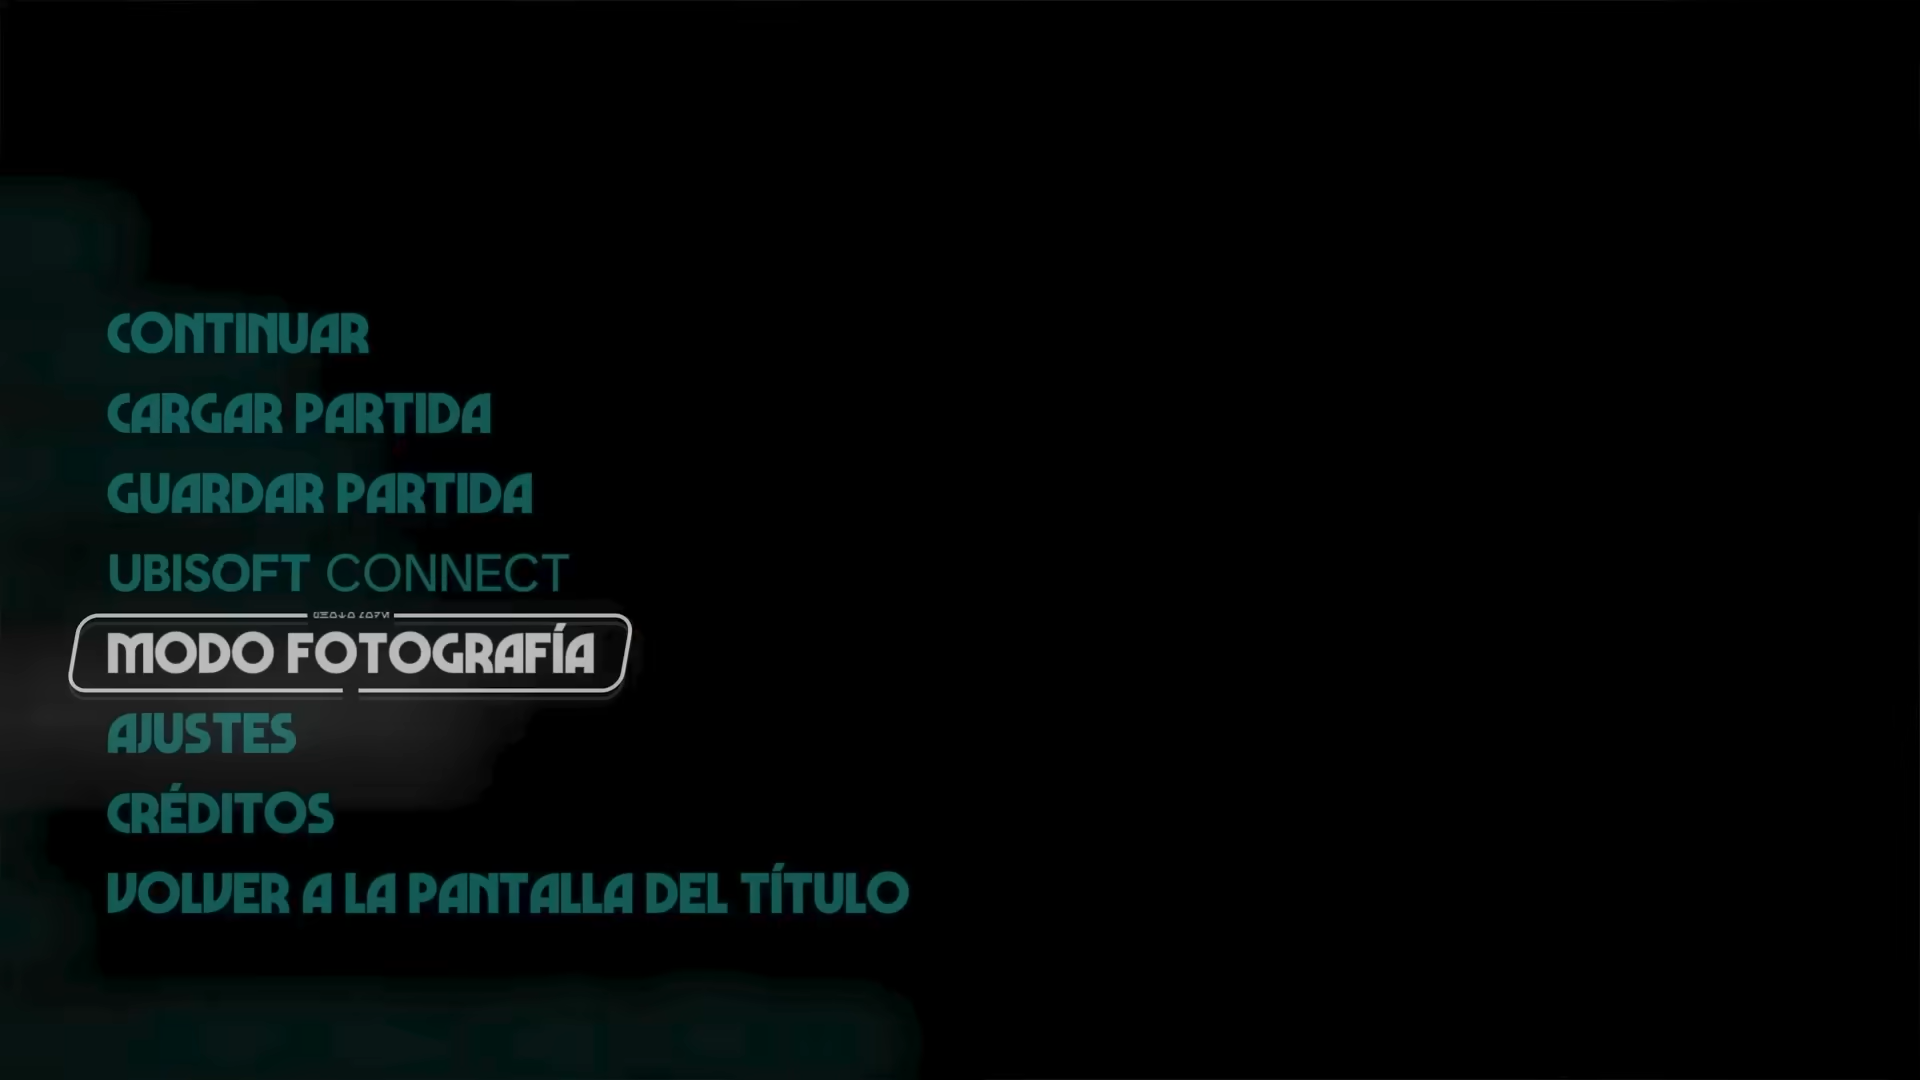 CONTINUAR
CARGAR PARTIDA
GUARDAR PARTIDA
UBISOFT CONNECT
MODO FOTOGRAFÍA
AJUSTES
CRÉDITOS
VOLVER A LA PANTALLA DEL TÍTULO